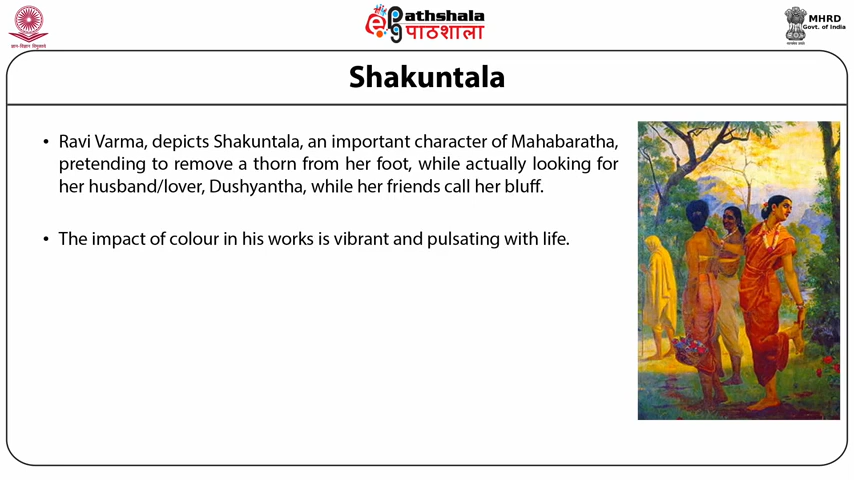 ePathshala
पाठशाला
MHRD
Govt. of India
Shakuntala
• Ravi Varma, depicts Shakuntala, an important character of Mahabaratha,
pretending to remove a thorn from her foot, while actually looking for
her husband/lover, Dushyantha, while her friends call her bluff.
• The impact of colour in his works is vibrant and pulsating with life.